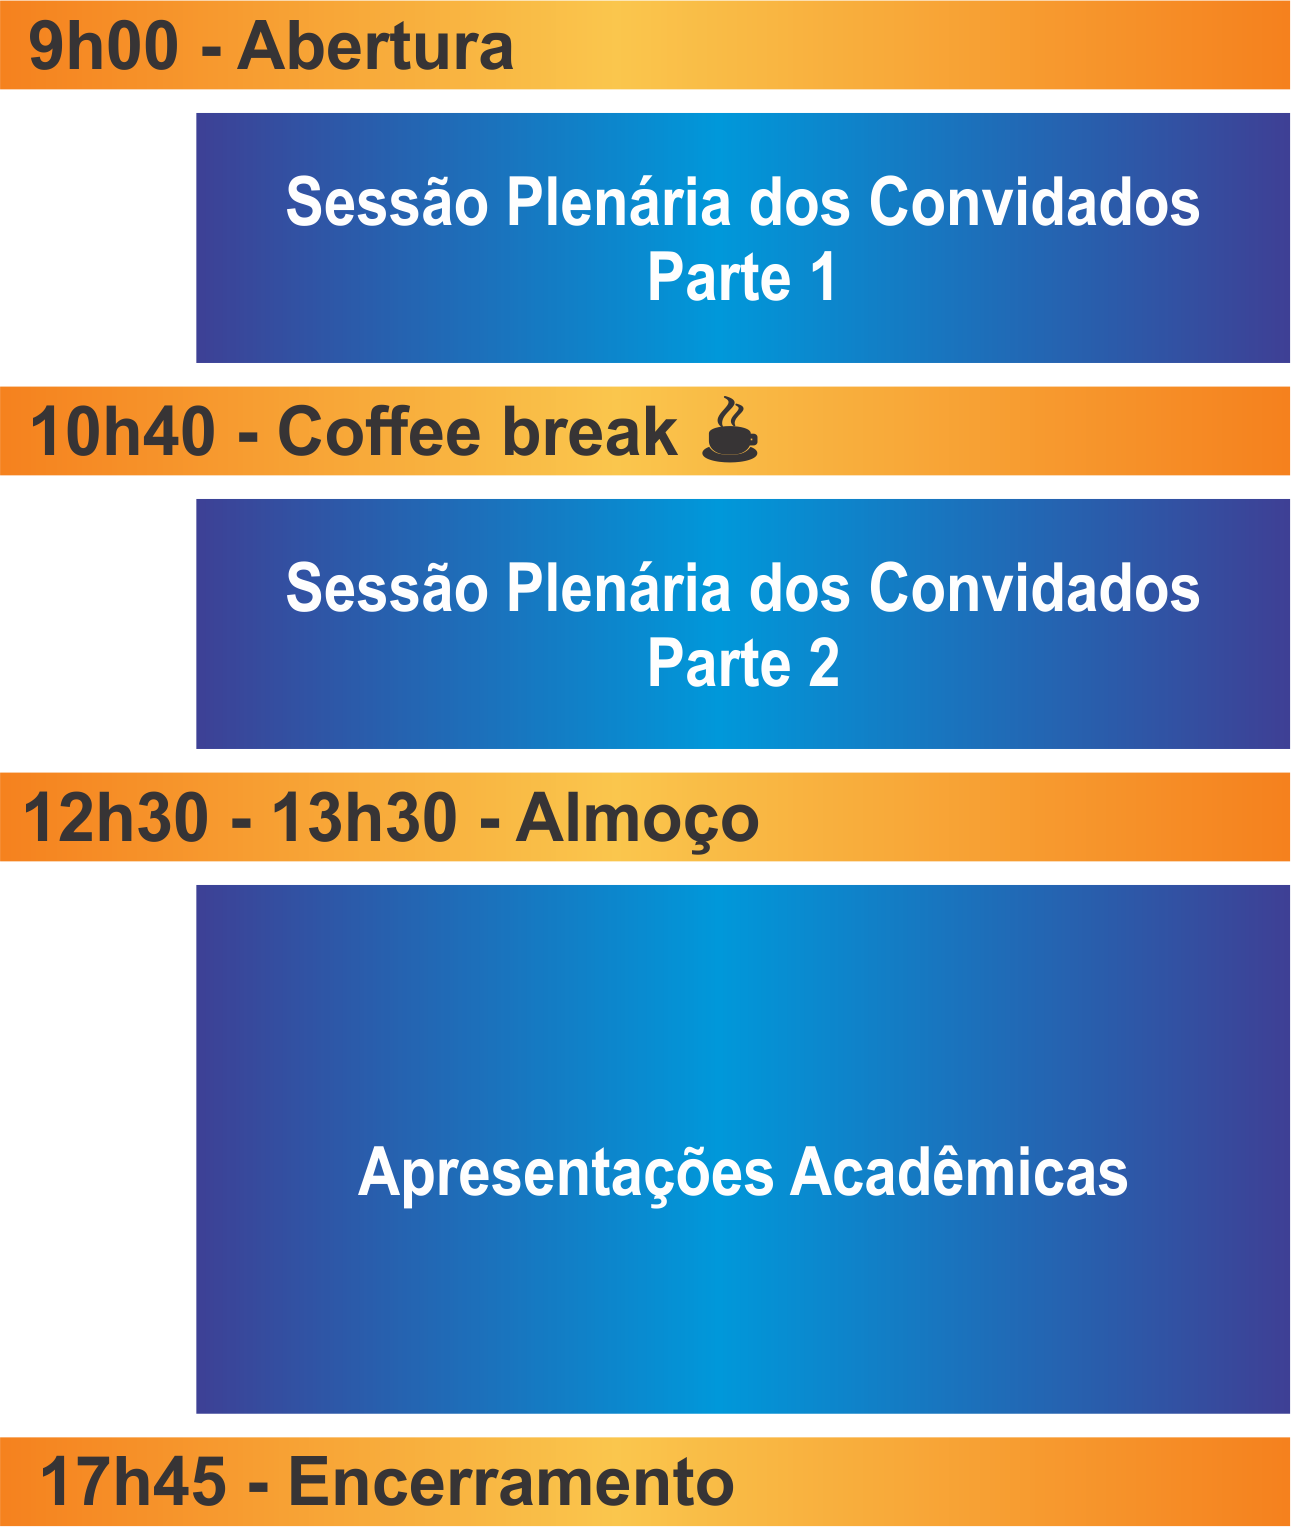 9h00 - Abertura
Sessão Plenária dos Convidados
Parte 1
10h40 - Coffee break
Sessão Plenária dos Convidados
Parte 2
12h30 - 13h30 - Almoço
Apresentações Acadêmicas
17h45 - Encerramento